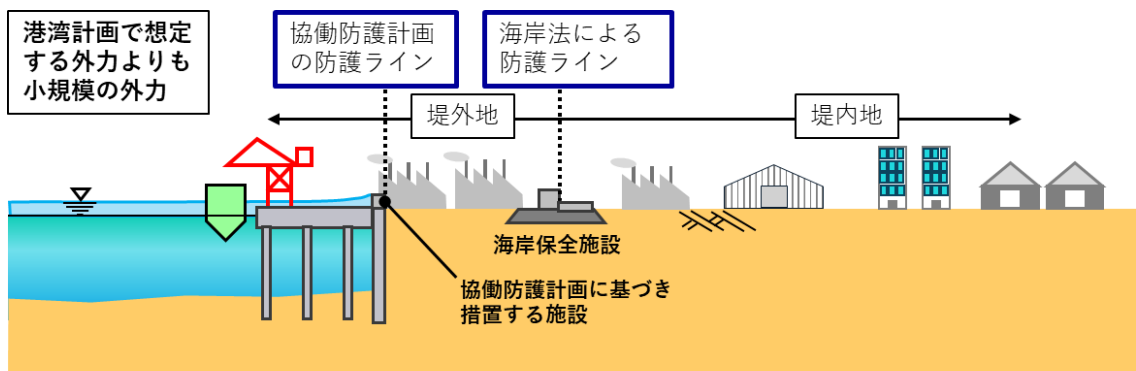 港湾計画で想定
する外力よりも
小規模の外力
協働防護計画
の防護ライン
海岸法による
防護ライン
堤外地
堤内地
海岸保全施設
協働防護計画に基づき
措置する施設